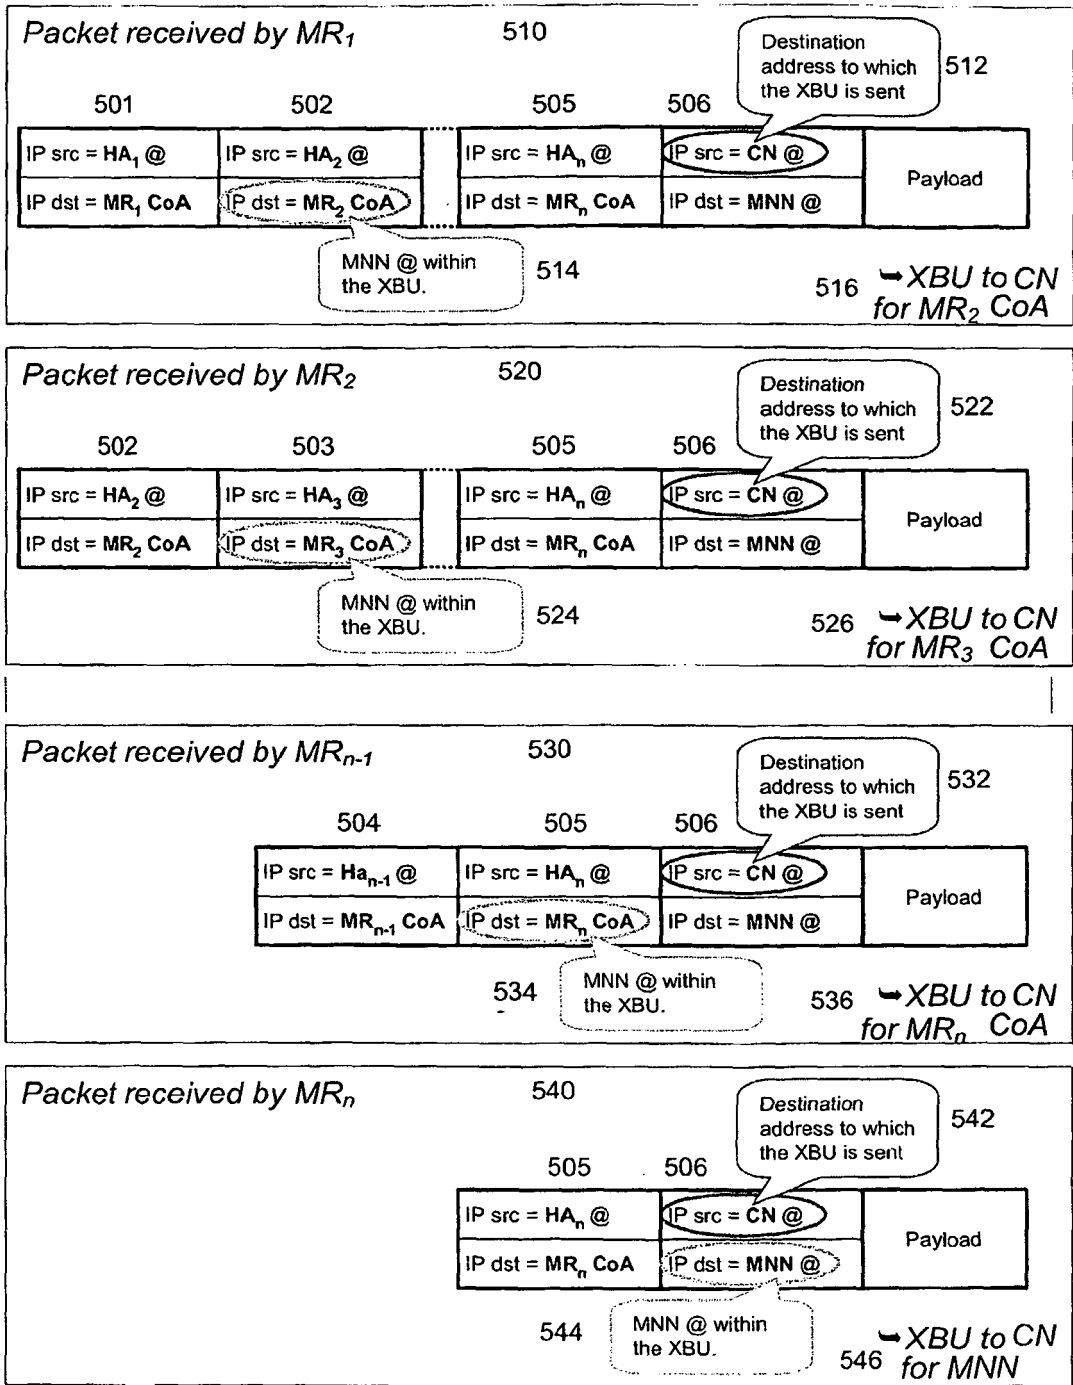 Packet received by MR1 510
Destination
address to which
the XBU is sent
512
501 502 505 506
IP src = HA1 @ IP src = HA2 @ IP src = HAn @ IP src = CN @
Payload
IP dst = MR1 CoA IP dst = MR2 CoA IP dst = MRn CoA IP dst = MNN @
MNN @ within
the XBU.
514
516 ➥XBU to CN
for MR2 CoA
Packet received by MR2 520
Destination
address to which
the XBU is sent
522
502 503 505 506
IP src = HA2 @ IP src = HA3 @ IP src = HAn @ IP src = CN @
Payload
IP dst = MR2 CoA IP dst = MR3 CoA IP dst = MRn CoA IP dst = MNN @
MNN @ within
the XBU.
524
526 ➥XBU to CN
for MR3 CoA
Packet received by MRn-1 530
Destination
address to which
the XBU is sent
532
504 505 506
IP src = Han-1 @ IP src = HAn @ IP src = CN @
Payload
IP dst = MRn-1 CoA IP dst = MRn CoA IP dst = MNN @
534
MNN @ within
the XBU.
536 ➥XBU to CN
for MRn CoA
Packet received by MRn 540
Destination
address to which
the XBU is sent
542
505 506
IP src = HAn @ IP src = CN @
Payload
IP dst = MRn CoA IP dst = MNN @
544
MNN @ within
the XBU.
546 ➥XBU to CN
for MNN